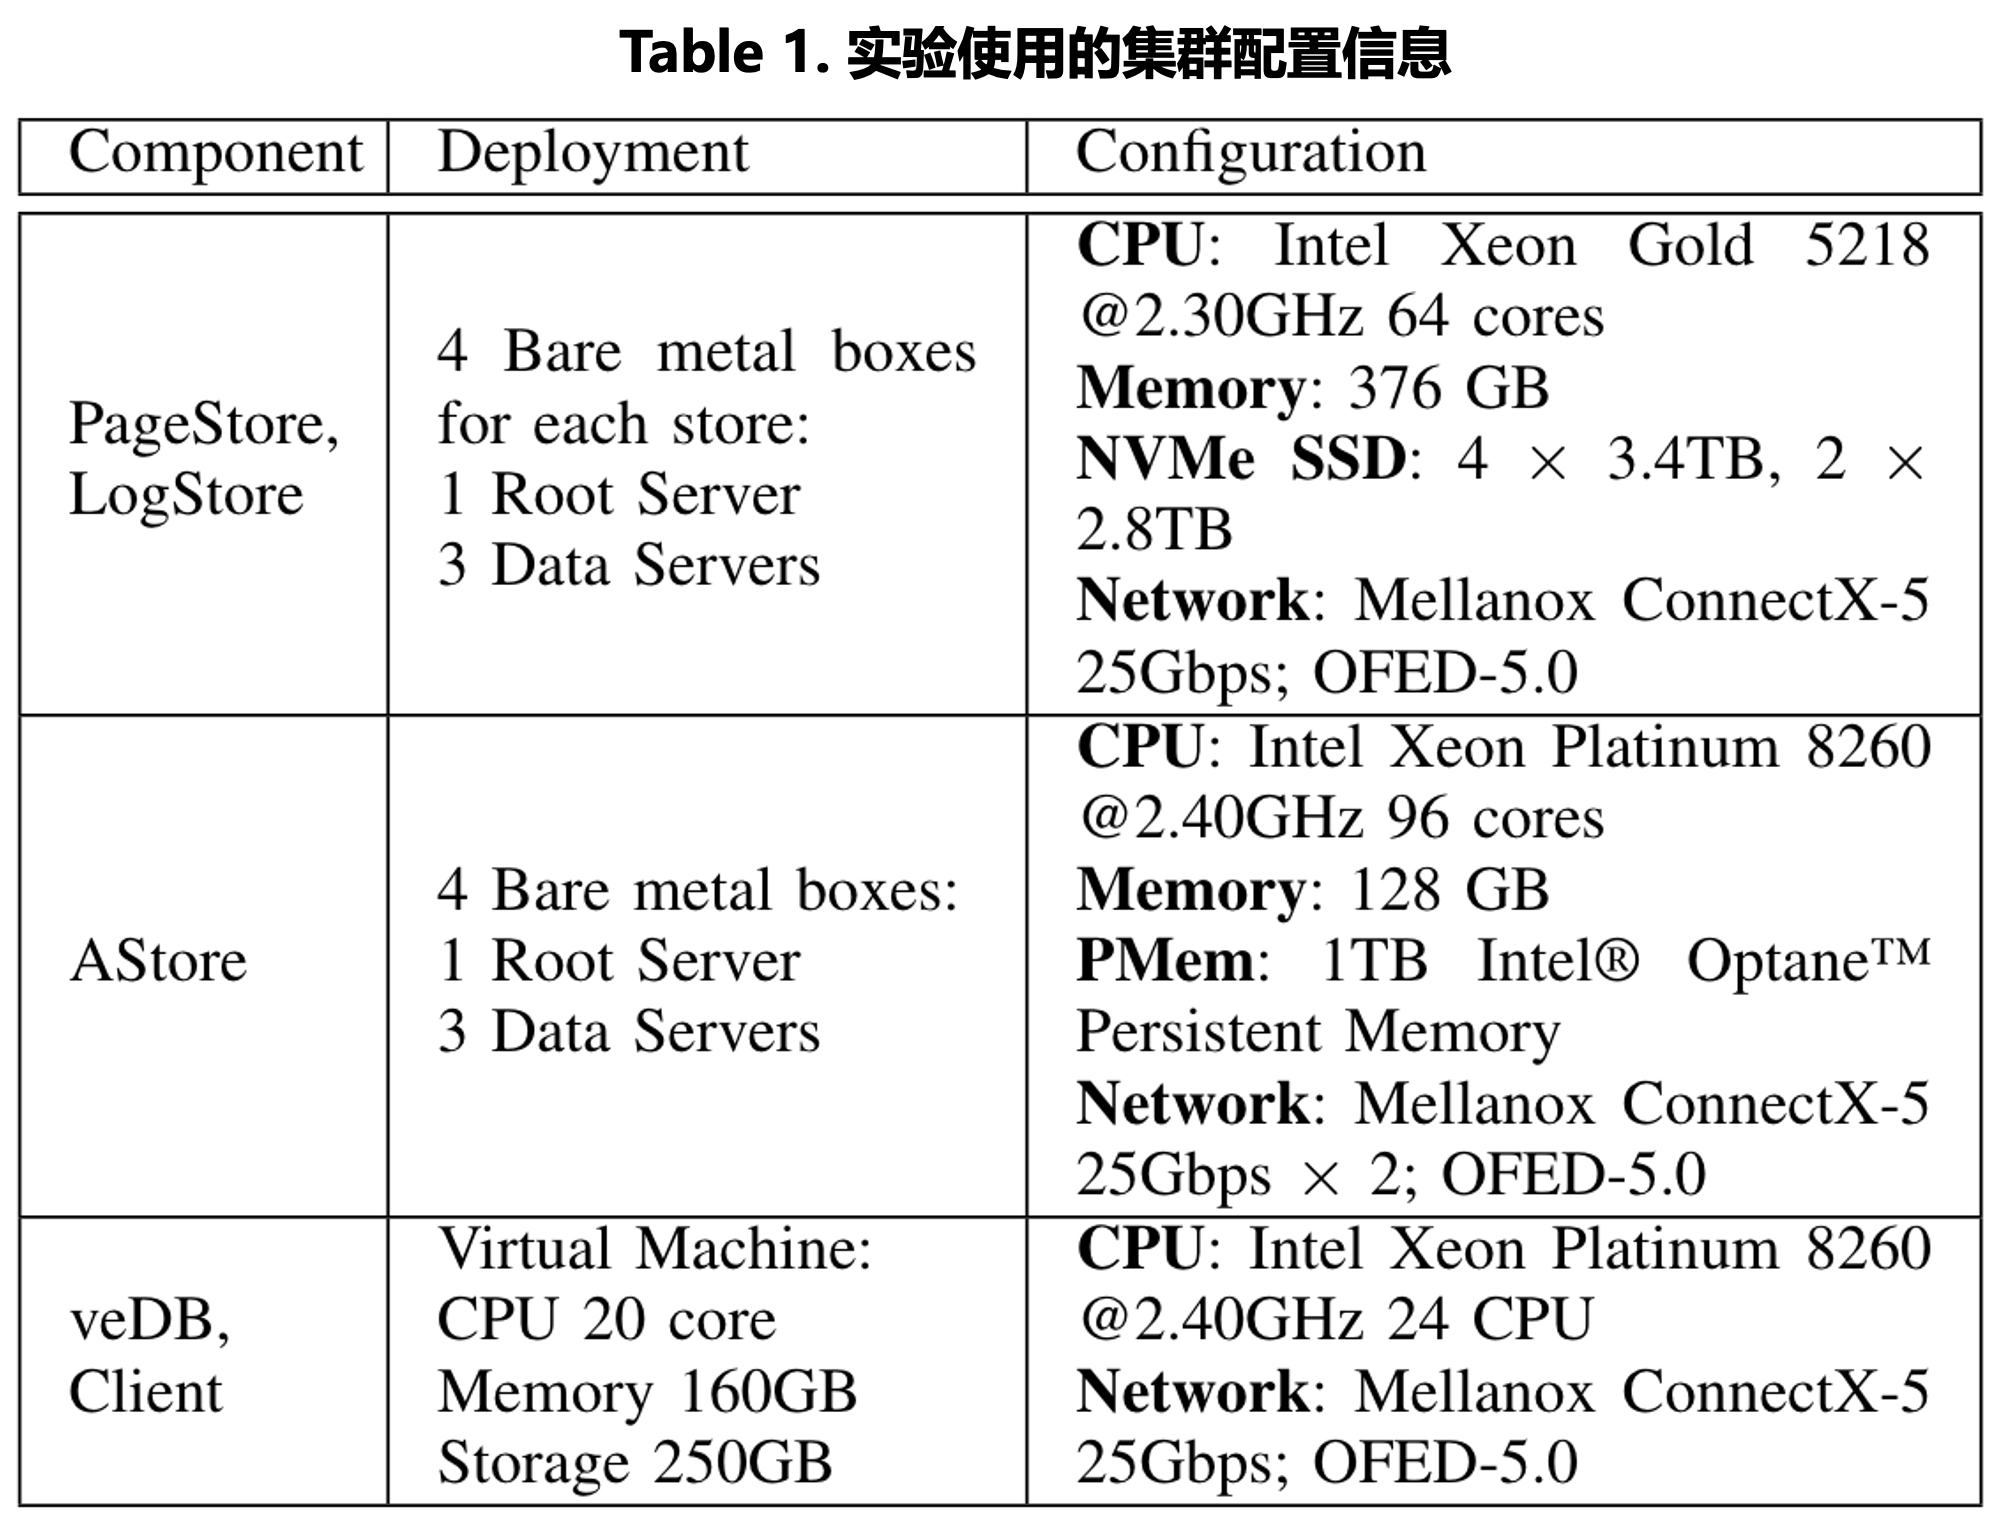 Table 1. 实验使用的集群配置信息
Component
Deployment
Configuration
PageStore,
LogStore
4 Bare metal boxes
for each store:
1 Root Server
3 Data Servers
CPU: Intel Xeon Gold 5218
@2.30GHz 64 cores
Memory: 376 GB
NVMe SSD: 4 × 3.4TB, 2 ×
2.8TB
Network: Mellanox ConnectX-5
25Gbps; OFED-5.0
AStore
4 Bare metal boxes:
1 Root Server
3 Data Servers
CPU: Intel Xeon Platinum 8260
@2.40GHz 96 cores
Memory: 128 GB
PMem: 1TB Intel® Optane™
Persistent Memory
Network: Mellanox ConnectX-5
25Gbps × 2; OFED-5.0
veDB,
Client
Virtual Machine:
CPU 20 core
Memory 160GB
Storage 250GB
CPU: Intel Xeon Platinum 8260
@2.40GHz 24 CPU
Network: Mellanox ConnectX-5
25Gbps; OFED-5.0